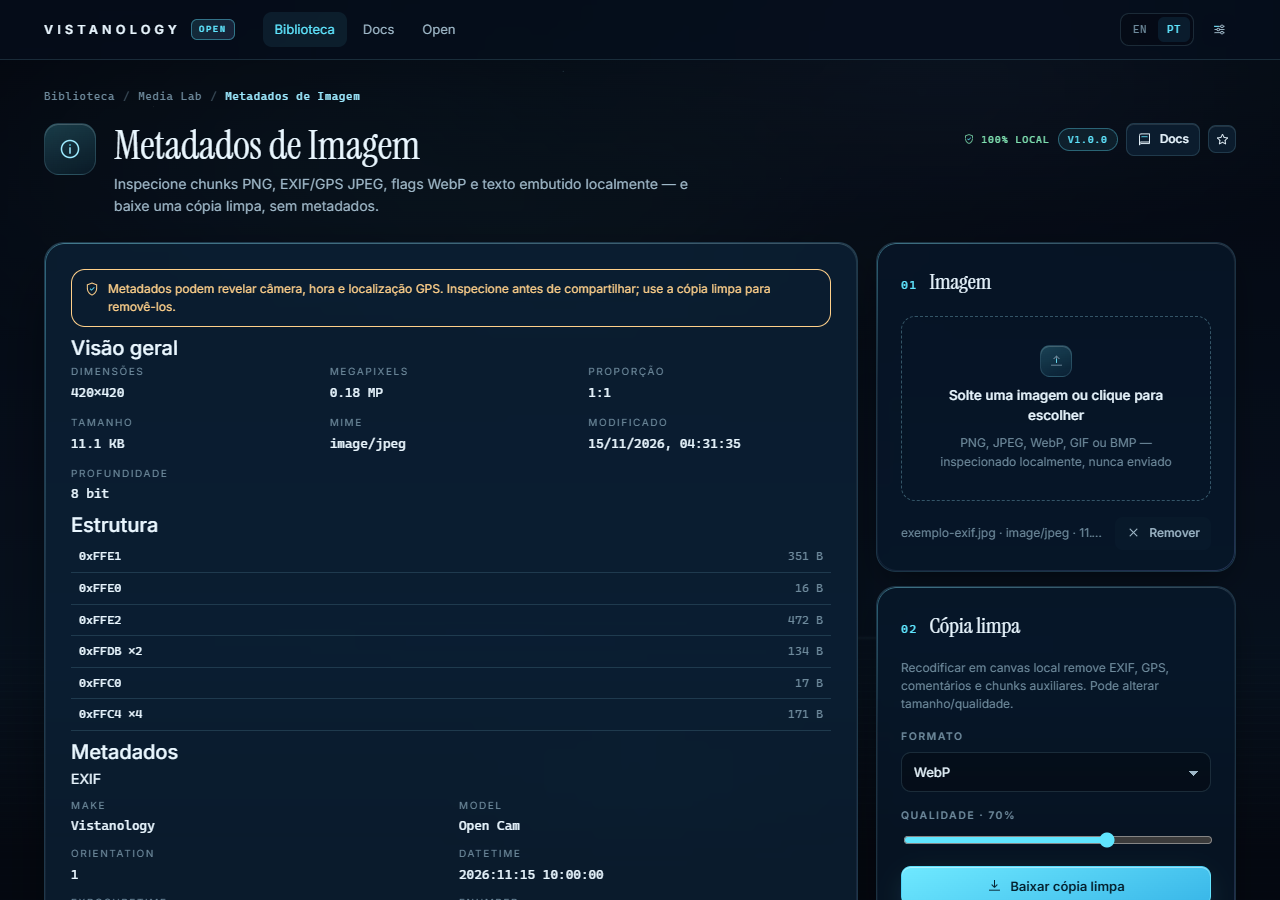 VISTANOLOGY OPEN Biblioteca Docs Open EN PT
Biblioteca / Media Lab / Metadados de Imagem
Metadados de Imagem
100% LOCAL V1.0.0 Docs
Inspecione chunks PNG, EXIF/GPS JPEG, flags WebP e texto embutido localmente — e
baixe uma cópia limpa, sem metadados.
Metadados podem revelar câmera, hora e localização GPS. Inspecione antes de compartilhar; use a cópia limpa para
removê-los.
Visão geral
DIMENSÕES MEGAPIXELS PROPORÇÃO
420×420 0.18 MP 1:1
TAMANHO MIME MODIFICADO
11.1 KB image/jpeg 15/11/2026, 04:31:35
PROFUNDIDADE
8 bit
Estrutura
0xFFE1 351 B
0xFFE0 16 B
0xFFE2 472 B
0xFFDB ×2 134 B
0xFFC0 17 B
0xFFC4 ×4 171 B
Metadados
EXIF
MAKE MODEL
Vistanology Open Cam
ORIENTATION DATETIME
1 2026:11:15 10:00:00
01 Imagem
Solte uma imagem ou clique para
escolher
PNG, JPEG, WebP, GIF ou BMP —
inspecionado localmente, nunca enviado
exemplo-exif.jpg · image/jpeg · 11.… Remover
02 Cópia limpa
Recodificar em canvas local remove EXIF, GPS,
comentários e chunks auxiliares. Pode alterar
tamanho/qualidade.
FORMATO
WebP
QUALIDADE · 70%
Baixar cópia limpa